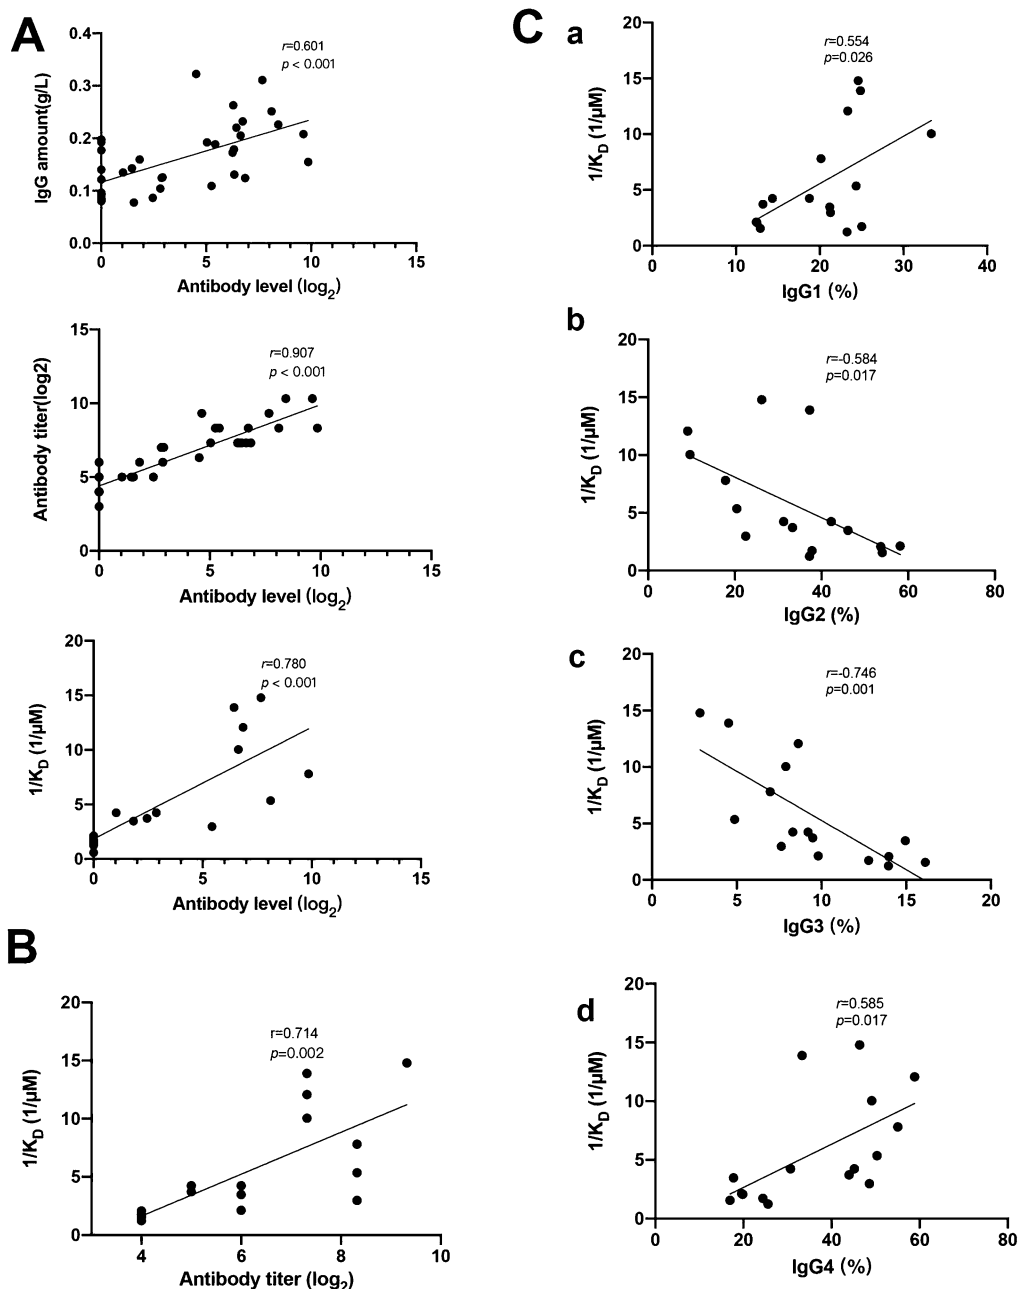 A
0.4
0.3
0.2
0.1
0.0
IgG amount(g/L)
r=0.601
p < 0.001
0 5 10 15
Antibody level (log2)
15
10
5
0
Antibody titer(log2)
r=0.907
p < 0.001
0 5 10 15
Antibody level (log2)
20
15
10
5
0
1/KD (1/μM)
r=0.780
p < 0.001
0 5 10 15
Antibody level (log2)
B
20
15
10
5
0
1/KD (1/μM)
r=0.714
p=0.002
4 6 8 10
Antibody titer (log2)
C
a
20
15
10
5
0
1/KD (1/μM)
r=0.554
p=0.026
0 10 20 30 40
IgG1 (%)
b
20
15
10
5
0
1/KD (1/μM)
r=-0.584
p=0.017
0 20 40 60 80
IgG2 (%)
c
20
15
10
5
0
1/KD (1/μM)
r=-0.746
p=0.001
5 10 15 20
IgG3 (%)
d
20
15
10
5
0
1/KD (1/μM)
r=0.585
p=0.017
0 20 40 60 80
IgG4 (%)